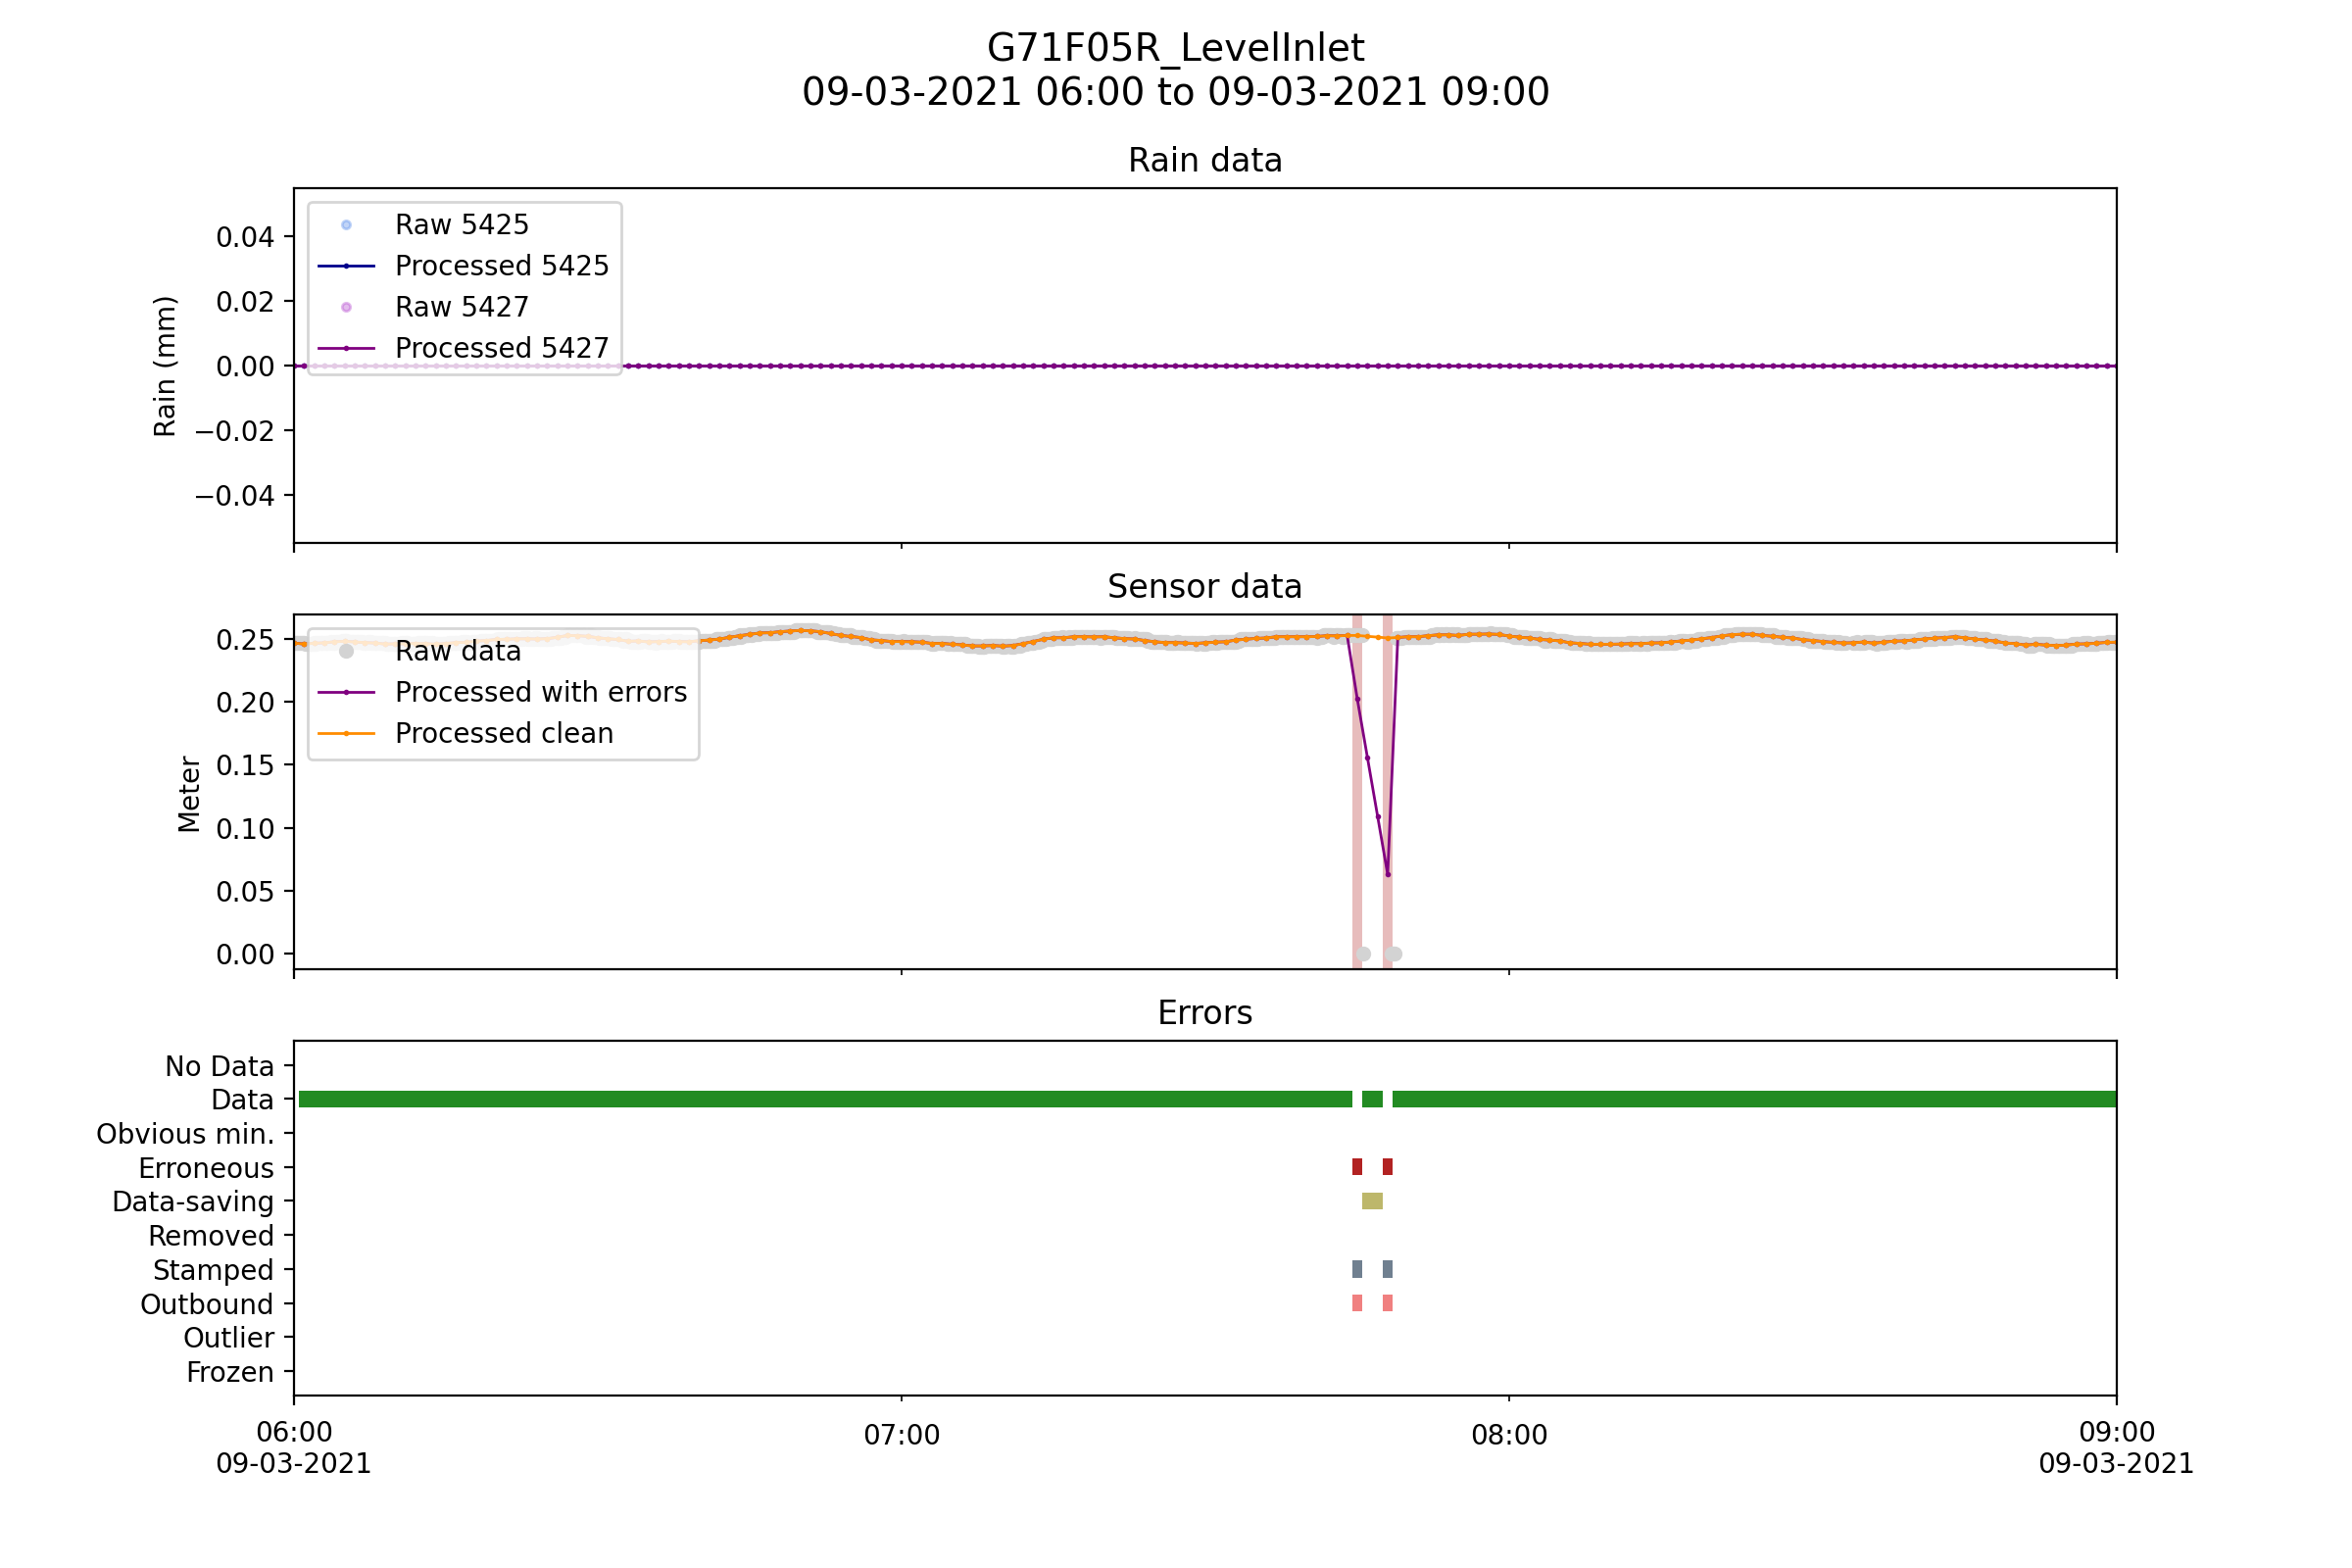 G71F05R_LevelInlet
09-03-2021 06:00 to 09-03-2021 09:00
Rain data
Raw 5425
Processed 5425
Raw 5427
Processed 5427
0.04
0.02
0.00
−0.02
−0.04
Rain (mm)
Sensor data
Raw data
Processed with errors
Processed clean
0.25
0.20
0.15
0.10
0.05
0.00
Meter
Errors
No Data
Data
Obvious min.
Erroneous
Data-saving
Removed
Stamped
Outbound
Outlier
Frozen
06:00
09-03-2021
07:00
08:00
09:00
09-03-2021